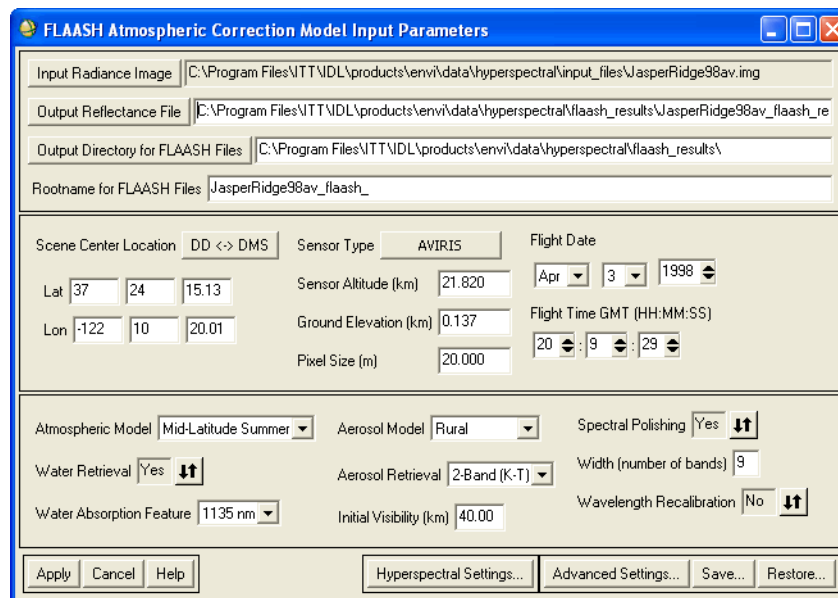 FLAASH Atmospheric Correction Model Input Parameters
Input Radiance Image C:\Program Files\ITT\IDL\products\envi\data\hyperspectral\input_files\JasperRidge98av.img
Output Reflectance File C:\Program Files\ITT\IDL\products\envi\data\hyperspectral\flaash_results\JasperRidge98av_flaash_re
Output Directory for FLAASH Files C:\Program Files\ITT\IDL\products\envi\data\hyperspectral\flaash_results\
Rootname for FLAASH Files JasperRidge98av_flaash_
Scene Center Location DD <-> DMS
Lat 37 24 15.13
Lon -122 10 20.01
Sensor Type AVIRIS
Sensor Altitude (km) 21.820
Ground Elevation (km) 0.137
Pixel Size (m) 20.000
Flight Date
Apr 3 1998
Flight Time GMT (HH:MM:SS)
20 : 9 : 29
Atmospheric Model Mid-Latitude Summer
Water Retrieval Yes
Water Absorption Feature 1135 nm
Aerosol Model Rural
Aerosol Retrieval 2-Band (K-T)
Initial Visibility (km) 40.00
Spectral Polishing Yes
Width (number of bands) 9
Wavelength Recalibration No
Apply Cancel Help Hyperspectral Settings... Advanced Settings... Save... Restore...